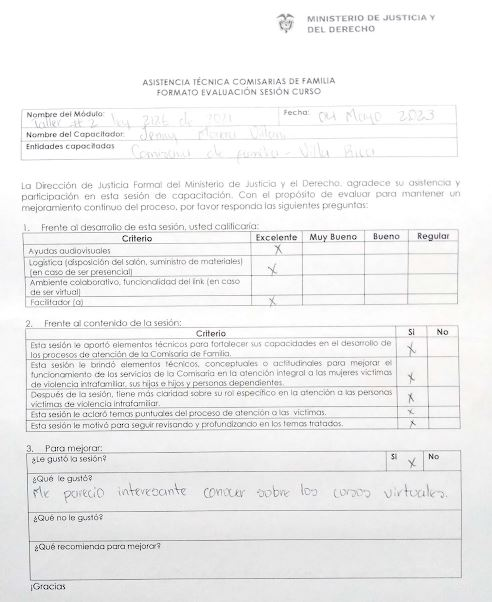 MINISTERIO DE JUSTICIA Y
DEL DERECHO
ASISTENCIA TÉCNICA COMISARIAS DE FAMILIA
FORMATO EVALUACIÓN SESIÓN CURSO
Nombre del Módulo: Fecha: 04 Mayo 2023
Taller # 2 ley 2126 de 2021
Nombre del Capacitador:
Entidades capacitadas Comisaria de familia - Villa Rica
La Dirección de Justicia Formal del Ministerio de Justicia y el Derecho, agradece su asistencia y
participación en esta sesión de capacitación. Con el propósito de evaluar para mantener un
mejoramiento continuo del proceso, por favor responda las siguientes preguntas:
1. Frente al desarrollo de esta sesión, usted calificaría:
Criterio Excelente Muy Bueno Bueno Regular
Ayudas audiovisuales X
Logística (disposición del salón, suministro de materiales)
(en caso de ser presencial) X
Ambiente colaborativo, funcionalidad del link (en caso
de ser virtual)
Facilitador (a) X
2. Frente al contenido de la sesión:
Criterio Si No
Esta sesión le aportó elementos técnicos para fortalecer sus capacidades en el desarrollo de
los procesos de atención de la Comisaría de Familia. X
Esta sesión le brindó elementos técnicos, conceptuales o actitudinales para mejorar el
funcionamiento de los servicios de la Comisaría en la atención integral a las mujeres víctimas
de violencia intrafamiliar, sus hijas e hijos y personas dependientes. X
Después de la sesión, tiene más claridad sobre su rol específico en la atención a las personas
víctimas de violencia intrafamiliar. X
Esta sesión le aclaró temas puntuales del proceso de atención a las víctimas. X
Esta sesión le motivó para seguir revisando y profundizando en los temas tratados. X
3. Para mejorar:
¿Le gustó la sesión? Si X No
¿Qué le gustó?
Me pareció interesante conocer sobre los cursos virtuales.
¿Qué no le gustó?
¿Qué recomienda para mejorar?
¡Gracias